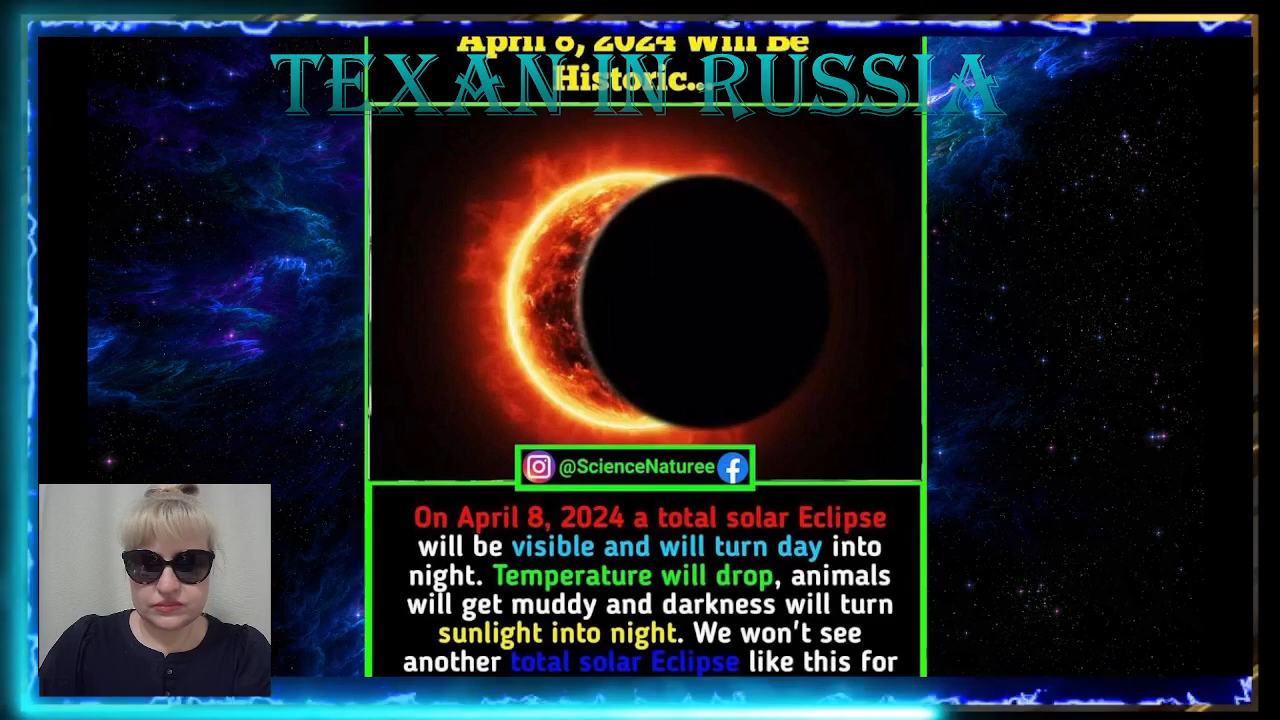 April 8, 2024 Will Be
TEXAN IN RUSSIA
Historic...
@ScienceNaturee
On April 8, 2024 a total solar Eclipse
will be visible and will turn day into
night. Temperature will drop, animals
will get muddy and darkness will turn
sunlight into night. We won't see
another total solar Eclipse like this for